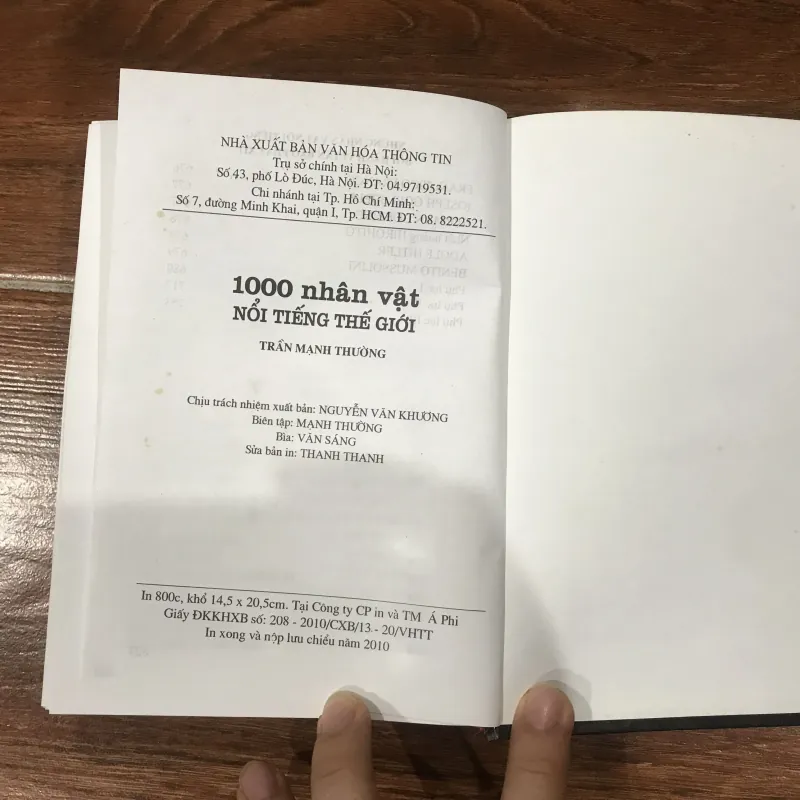 NHÀ XUẤT BẢN VĂN HÓA THÔNG TIN
Trụ sở chính tại Hà Nội:
Số 43, phố Lò Đúc, Hà Nội. ĐT: 04.9719531.
Chi nhánh tại Tp. Hồ Chí Minh:
Số 7, đường Minh Khai, quận I, Tp. HCM. ĐT: 08. 8222521.
1000 nhân vật
NỔI TIẾNG THẾ GIỚI
TRẦN MẠNH THƯỜNG
Chịu trách nhiệm xuất bản: NGUYỄN VĂN KHƯƠNG
Biên tập: MẠNH THƯỜNG
Bìa: VĂN SÁNG
Sửa bản in: THANH THANH
In 800c, khổ 14,5 x 20,5cm. Tại Công ty CP in và TM Á Phi
Giấy ĐKKHXB số: 208 - 2010/CXB/13 - 20/VHTT
In xong và nộp lưu chiểu năm 2010